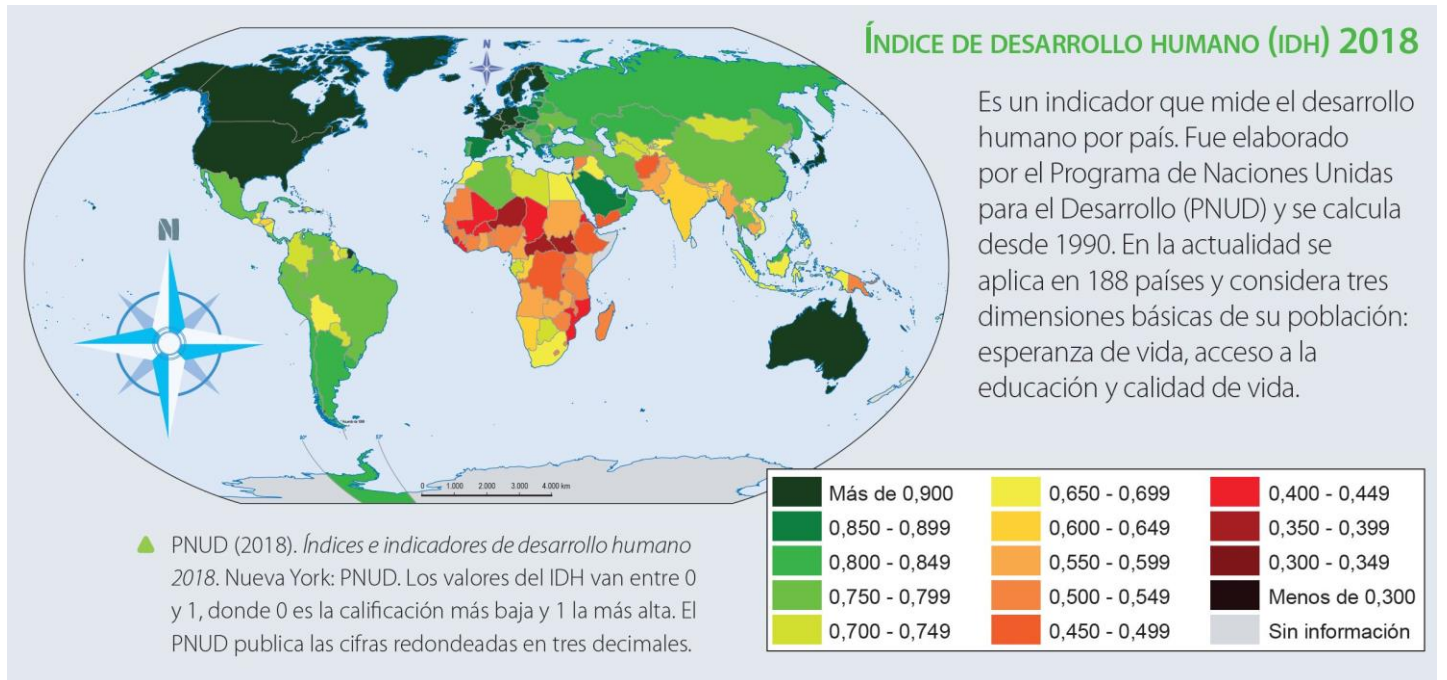 ÍNDICE DE DESARROLLO HUMANO (IDH) 2018
Es un indicador que mide el desarrollo
humano por país. Fue elaborado
por el Programa de Naciones Unidas
para el Desarrollo (PNUD) y se calcula
desde 1990. En la actualidad se
aplica en 188 países y considera tres
dimensiones básicas de su población:
esperanza de vida, acceso a la
educación y calidad de vida.
N
N
0 1.000 2.000 3.000 4.000 km
Más de 0,900
0,850 - 0,899
0,800 - 0,849
0,750 - 0,799
0,700 - 0,749
0,650 - 0,699
0,600 - 0,649
0,550 - 0,599
0,500 - 0,549
0,450 - 0,499
0,400 - 0,449
0,350 - 0,399
0,300 - 0,349
Menos de 0,300
Sin información
PNUD (2018). Índices e indicadores de desarrollo humano
2018. Nueva York: PNUD. Los valores del IDH van entre 0
y 1, donde 0 es la calificación más baja y 1 la más alta. El
PNUD publica las cifras redondeadas en tres decimales.